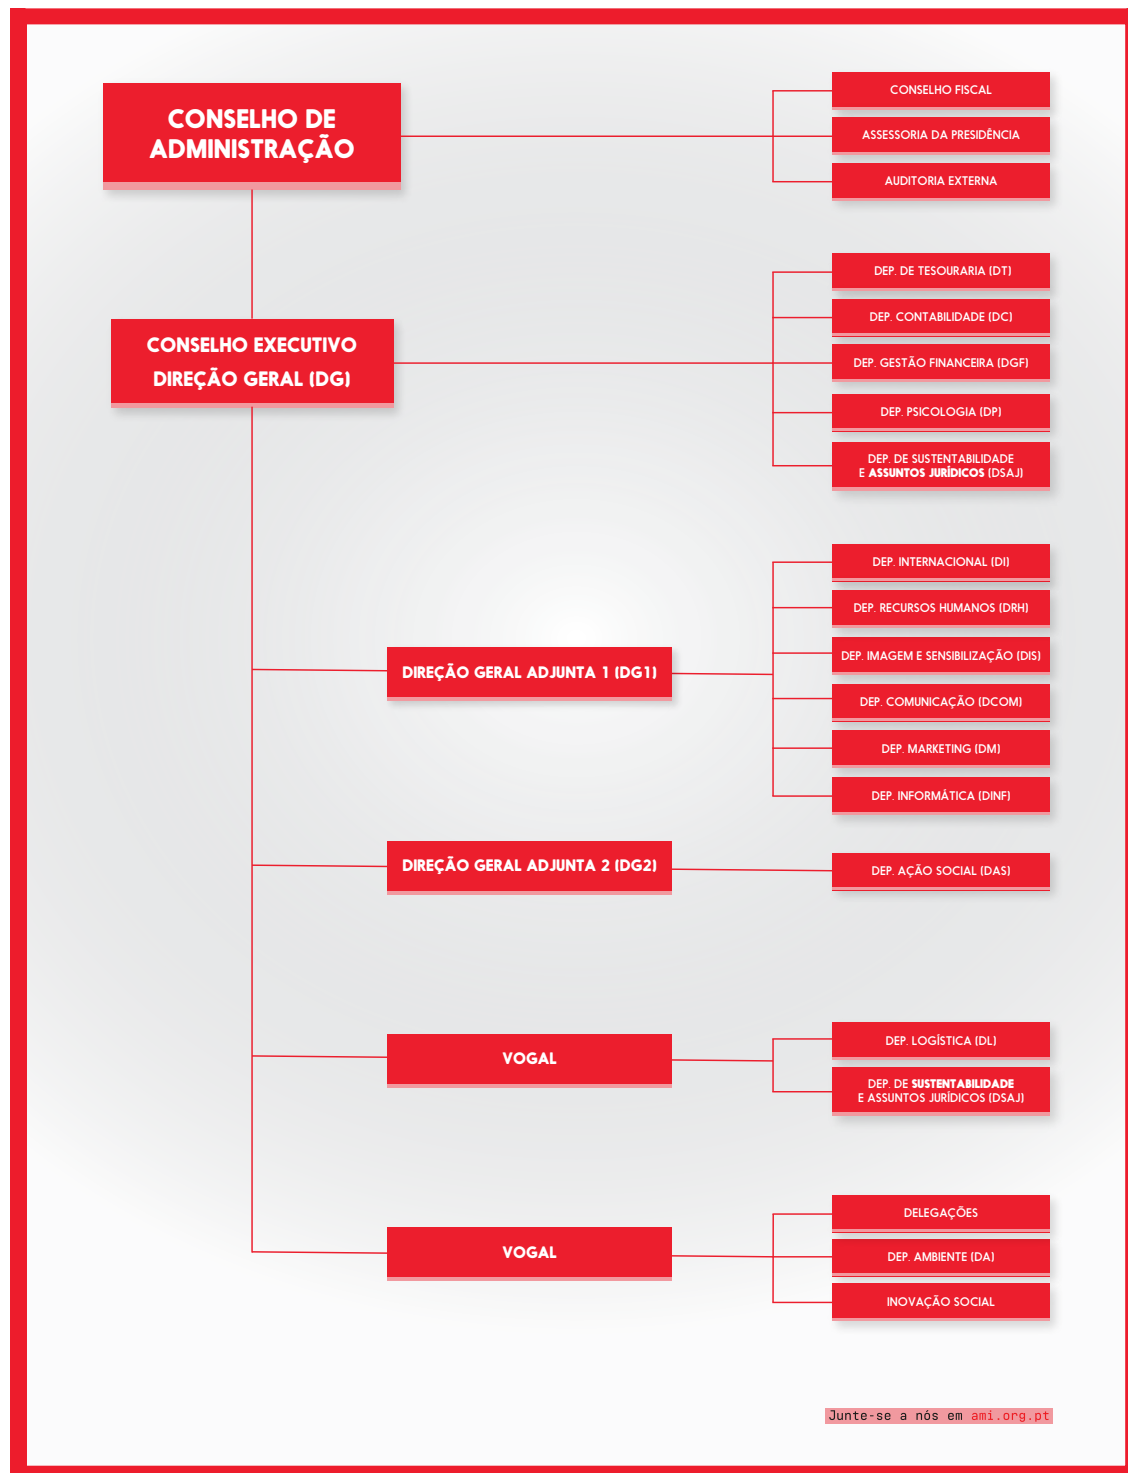 CONSELHO DE
ADMINISTRAÇÃO
CONSELHO FISCAL
ASSESSORIA DA PRESIDÊNCIA
AUDITORIA EXTERNA
CONSELHO EXECUTIVO
DIREÇÃO GERAL (DG)
DEP. DE TESOURARIA (DT)
DEP. CONTABILIDADE (DC)
DEP. GESTÃO FINANCEIRA (DGF)
DEP. PSICOLOGIA (DP)
DEP. DE SUSTENTABILIDADE
E ASSUNTOS JURÍDICOS (DSAJ)
DIREÇÃO GERAL ADJUNTA 1 (DG1)
DEP. INTERNACIONAL (DI)
DEP. RECURSOS HUMANOS (DRH)
DEP. IMAGEM E SENSIBILIZAÇÃO (DIS)
DEP. COMUNICAÇÃO (DCOM)
DEP. MARKETING (DM)
DEP. INFORMÁTICA (DINF)
DIREÇÃO GERAL ADJUNTA 2 (DG2)
DEP. AÇÃO SOCIAL (DAS)
VOGAL
DEP. LOGÍSTICA (DL)
DEP. DE SUSTENTABILIDADE
E ASSUNTOS JURÍDICOS (DSAJ)
VOGAL
DELEGAÇÕES
DEP. AMBIENTE (DA)
INOVAÇÃO SOCIAL
Junte-se a nós em ami.org.pt